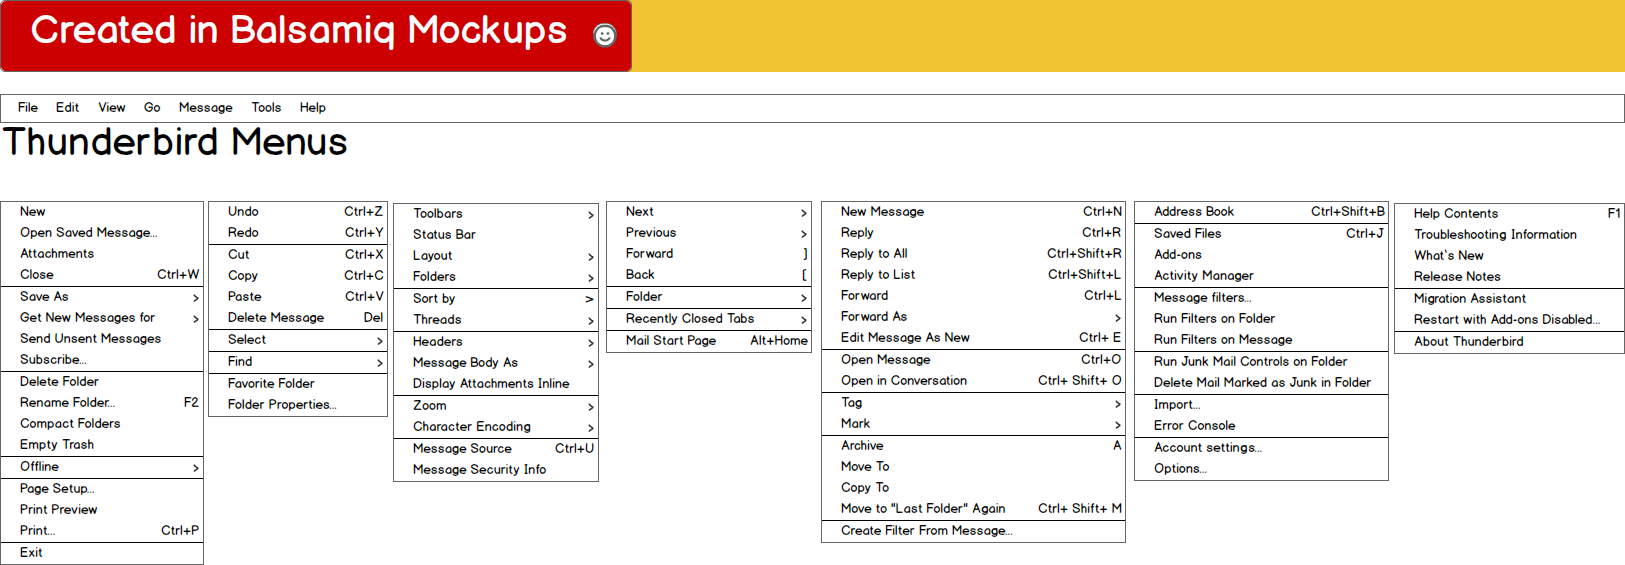 Created in Balsamiq Mockups
File Edit View Go Message Tools Help
Thunderbird Menus
New
Open Saved Message...
Attachments
Close Ctrl+W
Save As >
Get New Messages for >
Send Unsent Messages
Subscribe...
Delete Folder
Rename Folder... F2
Compact Folders
Empty Trash
Offline >
Page Setup...
Print Preview
Print... Ctrl+P
Exit
Undo Ctrl+Z
Redo Ctrl+Y
Cut Ctrl+X
Copy Ctrl+C
Paste Ctrl+V
Delete Message Del
Select >
Find >
Favorite Folder
Folder Properties...
Toolbars >
Status Bar
Layout >
Folders >
Sort by >
Threads >
Headers >
Message Body As >
Display Attachments Inline
Zoom >
Character Encoding >
Message Source Ctrl+U
Message Security Info
Next >
Previous >
Forward ]
Back [
Folder >
Recently Closed Tabs >
Mail Start Page Alt+Home
New Message Ctrl+N
Reply Ctrl+R
Reply to All Ctrl+Shift+R
Reply to List Ctrl+Shift+L
Forward Ctrl+L
Forward As >
Edit Message As New Ctrl+ E
Open Message Ctrl+O
Open in Conversation Ctrl+ Shift+ O
Tag >
Mark >
Archive A
Move To
Copy To
Move to "Last Folder" Again Ctrl+ Shift+ M
Create Filter From Message...
Address Book Ctrl+Shift+B
Saved Files Ctrl+J
Add-ons
Activity Manager
Message filters...
Run Filters on Folder
Run Filters on Message
Run Junk Mail Controls on Folder
Delete Mail Marked as Junk in Folder
Import...
Error Console
Account settings...
Options...
Help Contents F1
Troubleshooting Information
What's New
Release Notes
Migration Assistant
Restart with Add-ons Disabled...
About Thunderbird